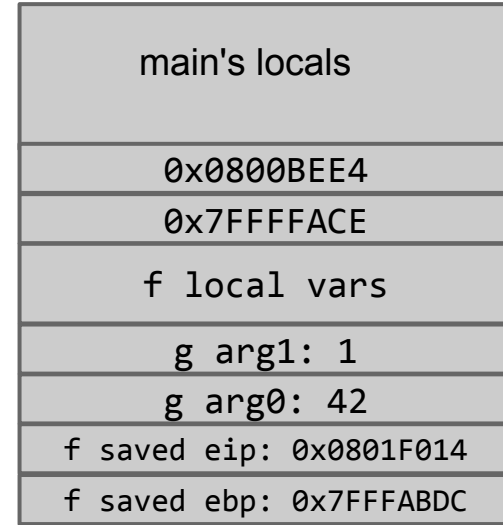 main's locals
0x0800BEE4
0x7FFFFACE
f local vars
g arg1: 1
g arg0: 42
f saved eip: 0x0801F014
f saved ebp: 0x7FFFABDC